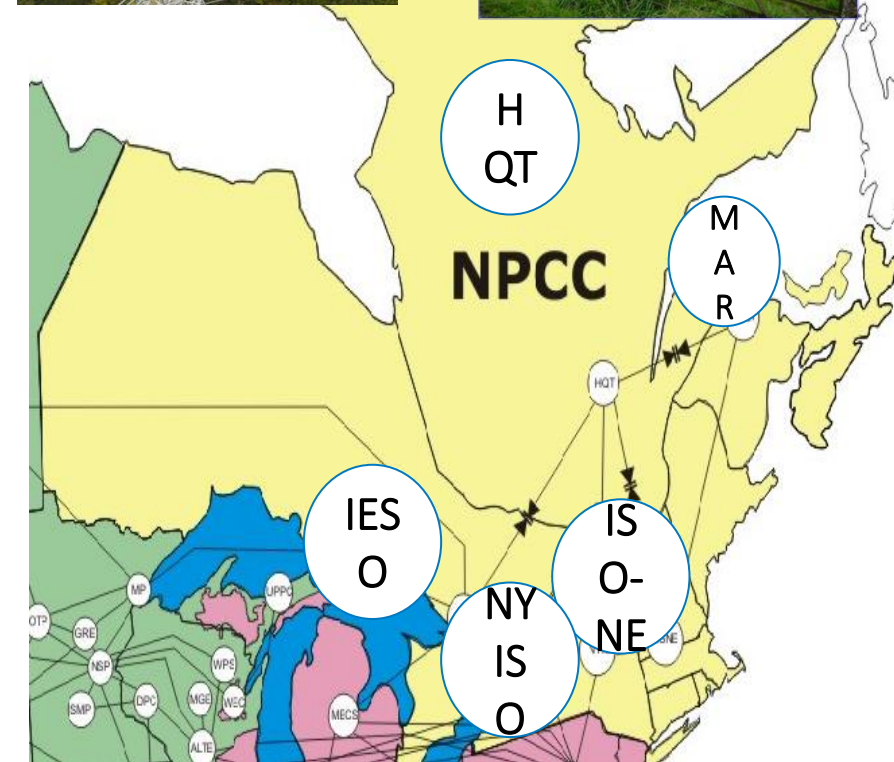 H
QT
M
A
R
NPCC
HQT
IES
O
IS
O-
NE
NY
IS
O
MP
UPPC
OTP
GRE
NSP
WPS
SMP
DPC
MGE
WEC
ALTE
MECS